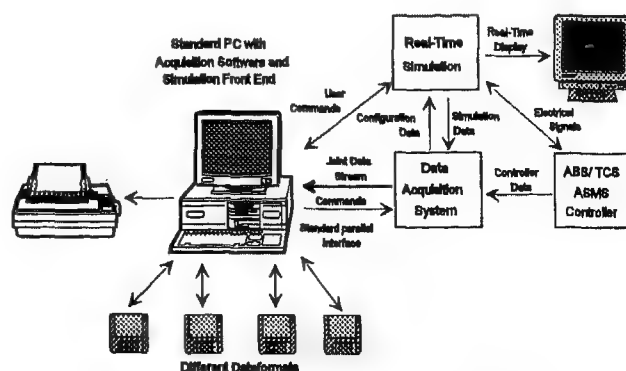 Standard PC with
Acquisition Software and
Simulation Front End
Real-Time
Simulation
Real-Time
Display
User
Commands
Configuration
Data
Simulation
Data
Electrical
Signals
Joint Data
Stream
Commands
Standard parallel
interface
Data
Acquisition
System
Controller
Data
ABS/ TCS
ASMS
Controller
Different Dataformats